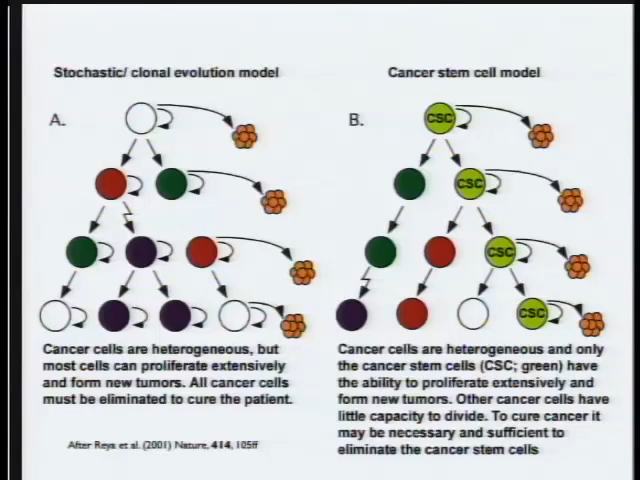 Stochastic/ clonal evolution model
Cancer stem cell model
A.
B.
CSC
CSC
CSC
CSC
Cancer cells are heterogeneous, but
most cells can proliferate extensively
and form new tumors. All cancer cells
must be eliminated to cure the patient.
Cancer cells are heterogeneous and only
the cancer stem cells (CSC; green) have
the ability to proliferate extensively and
form new tumors. Other cancer cells have
little capacity to divide. To cure cancer it
may be necessary and sufficient to
eliminate the cancer stem cells
After Reya et al. (2001) Nature, 414, 105ff